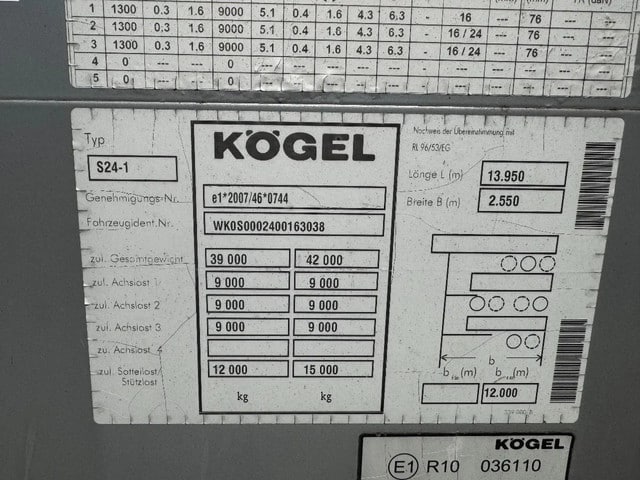 1 1300 0.3 1.6 9000 5.1 0.4 1.6 4.3 6.3 - 16 --- 76 --- ---
2 1300 0.3 1.6 9000 5.1 0.4 1.6 4.3 6.3 - 16 / 24 --- 76 --- ---
3 1300 0.3 1.6 9000 5.1 0.4 1.6 4.3 6.3 - 16 / 24 --- 76 --- ---
4 0 --- --- 0 --- --- --- --- --- - --- --- --- --- ---
5 0 --- --- 0 --- --- --- --- --- - --- --- --- --- ---
KÖGEL
Typ
S24-1
Genehmigungs-Nr.
e1*2007/46*0744
Fahrzeugident.Nr.
WK0S0002400163038
zul. Gesamtgewicht 39 000 42 000
zul. Achslast 1 9 000 9 000
zul. Achslast 2 9 000 9 000
zul. Achslast 3 9 000 9 000
zu. Achslast 4
zul. Sattellast/ Stützlast 12 000 15 000
kg kg
Nachweis der Übereinstimmung mit
RL 96/53/EG
Länge L (m) 13.950
Breite B (m) 2.550
b
b (m) b (m)
12.000
KÖGEL
E1 R10 036110